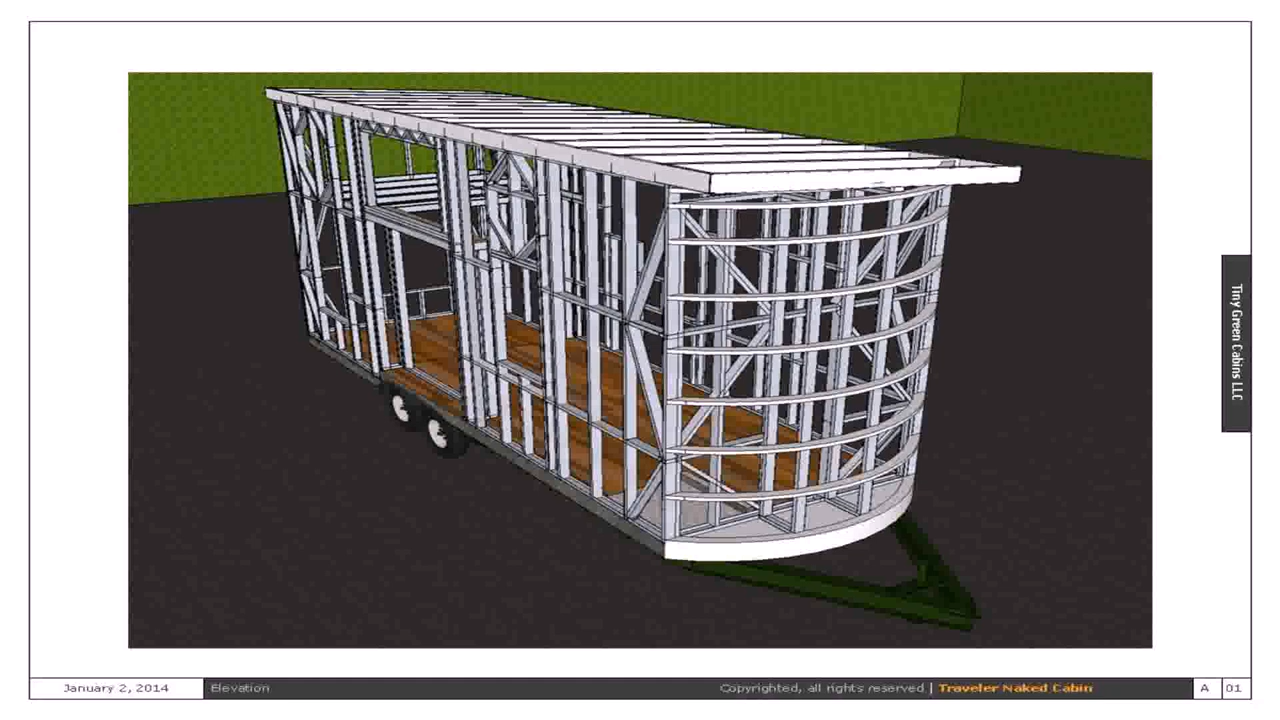 Tiny Green Cabins LLC
January 2, 2014
Elevation
Copyrighted, all rights reserved | Traveler Naked Cabin
A 01